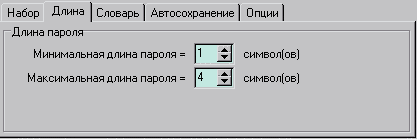 Набор Длина Словарь Автосохранение Опции
Длина пароля
Минимальная длина пароля = 1 символ(ов)
Максимальная длина пароля = 4 символ(ов)